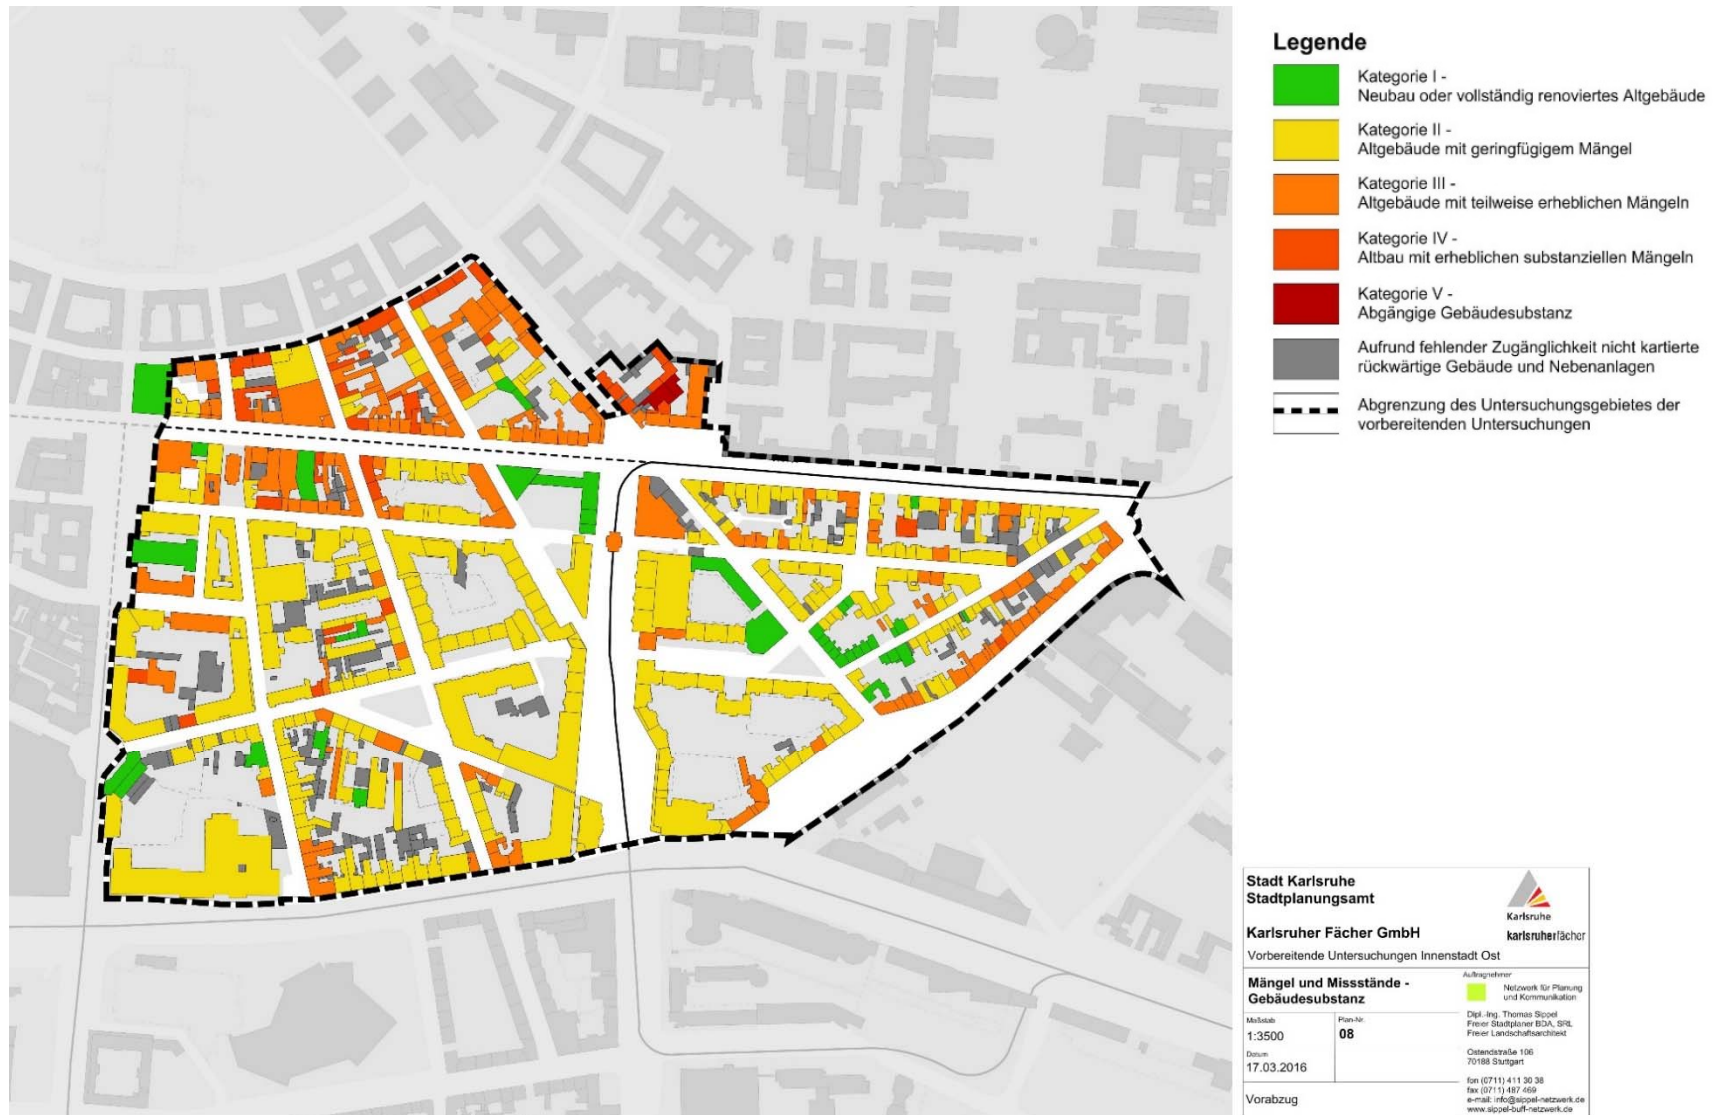 Legende
Kategorie I -
Neubau oder vollständig renoviertes Altgebäude
Kategorie II -
Altgebäude mit geringfügigem Mängel
Kategorie III -
Altgebäude mit teilweise erheblichen Mängeln
Kategorie IV -
Altbau mit erheblichen substanziellen Mängeln
Kategorie V -
Abgängige Gebäudesubstanz
Aufrund fehlender Zugänglichkeit nicht kartierte
rückwärtige Gebäude und Nebenanlagen
Abgrenzung des Untersuchungsgebietes der
vorbereitenden Untersuchungen
Stadt Karlsruhe
Stadtplanungsamt
Karlsruhe
Karlsruher Fächer GmbH
karlsruherfächer
Vorbereitende Untersuchungen Innenstadt Ost
Mängel und Missstände -
Gebäudesubstanz
Auftragnehmer
Netzwerk für Planung
und Kommunikation
Maßstab
1:3500
Plan-Nr.
08
Dipl.-Ing. Thomas Sippel
Freier Stadtplaner BDA, SRL
Freier Landschaftsarchitekt
Datum
17.03.2016
Ostendstraße 106
70188 Stuttgart
Vorabzug
fon (0711) 411 30 38
fax (0711) 487 469
e-mail: info@sippel-netzwerk.de
www.sippel-buff-netzwerk.de